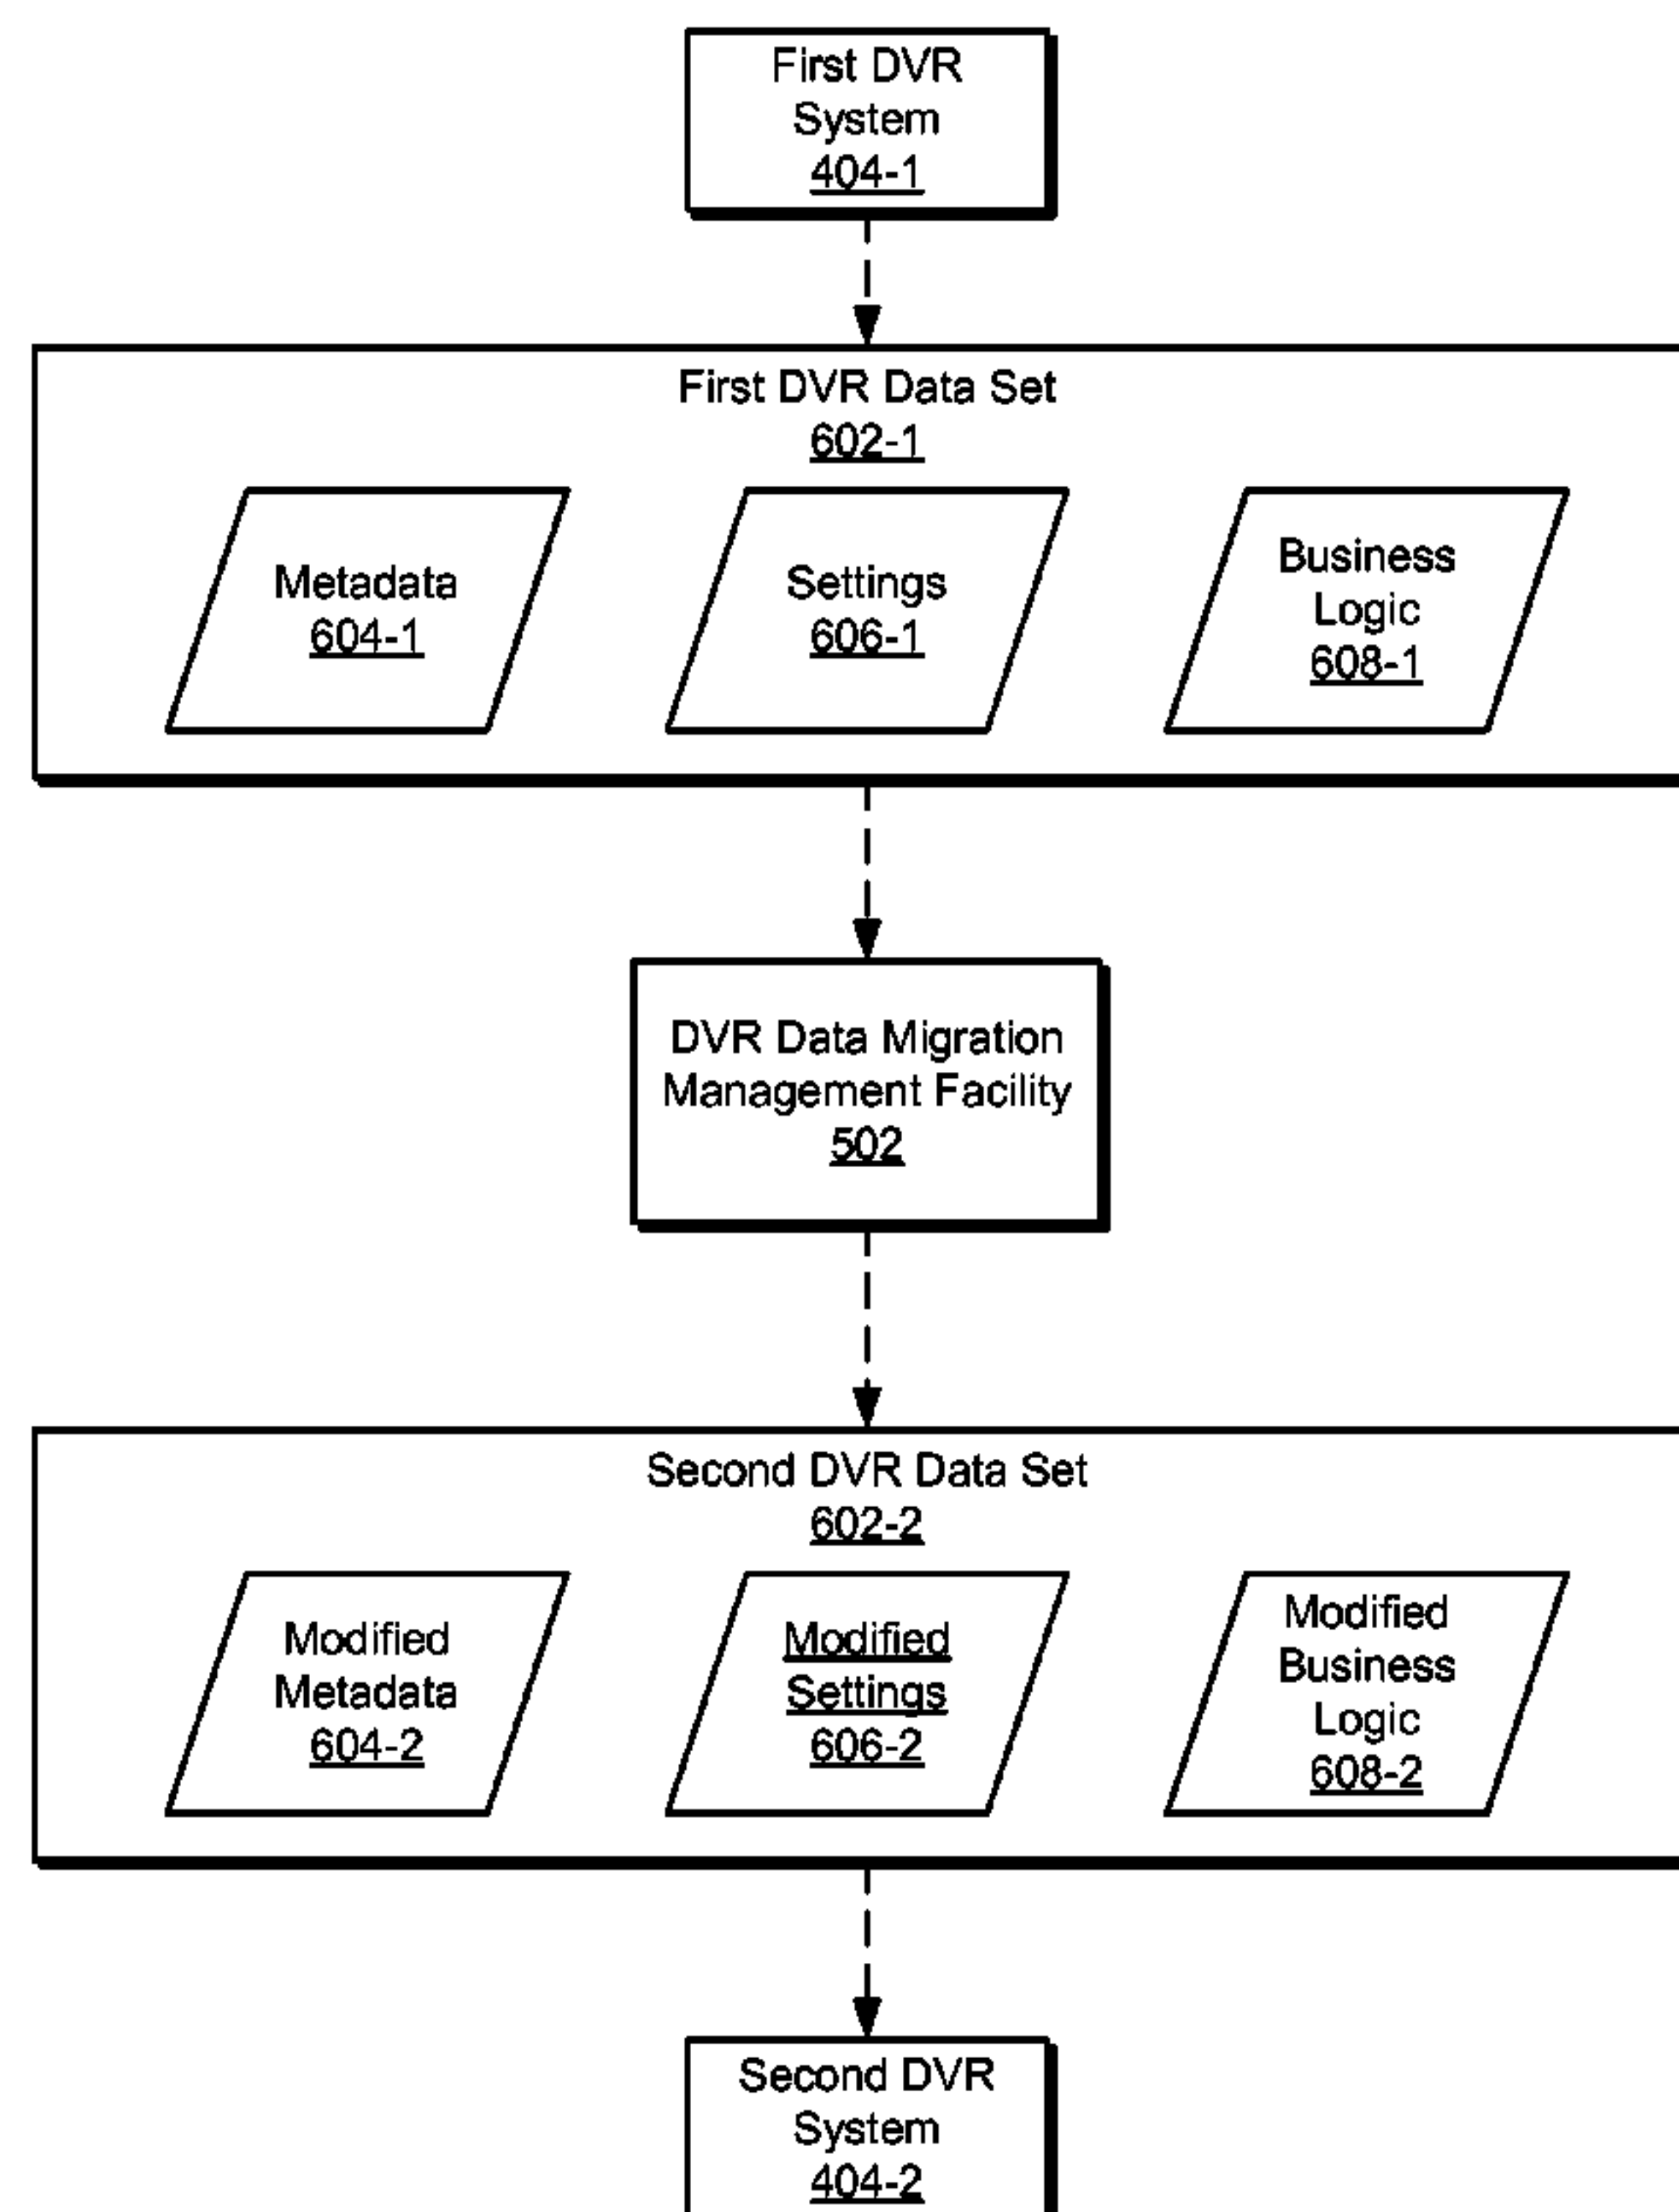 First DVR
System
404-1
First DVR Data Set
602-1
Metadata
604-1
Settings
606-1
Business
Logic
608-1
DVR Data Migration
Management Facility
502
Second DVR Data Set
602-2
Modified
Metadata
604-2
Modified
Settings
606-2
Modified
Business
Logic
608-2
Second DVR
System
404-2